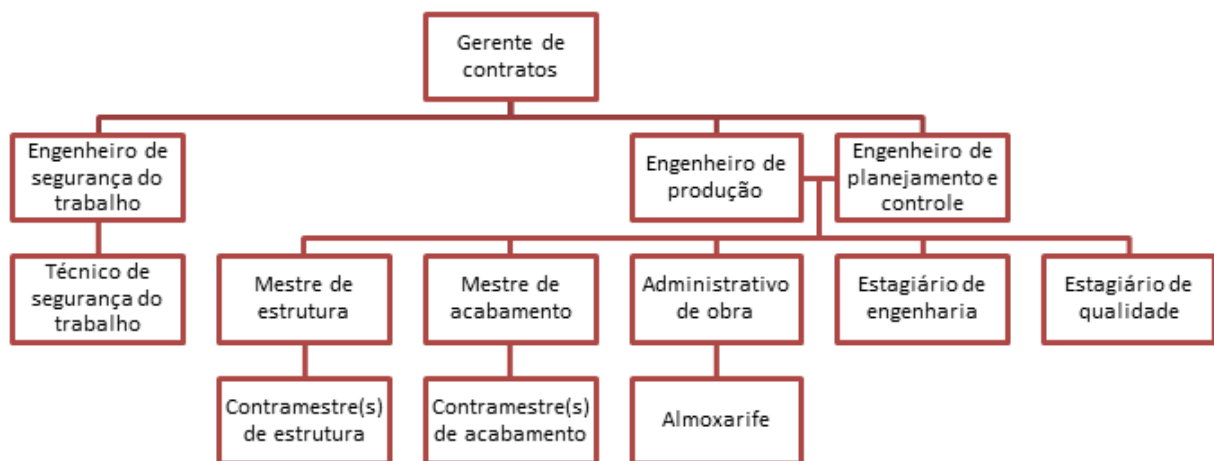 Gerente de
contratos
Engenheiro de
segurança do
trabalho
Engenheiro de
produção
Engenheiro de
planejamento e
controle
Técnico de
segurança do
trabalho
Mestre de
estrutura
Mestre de
acabamento
Administrativo
de obra
Estagiário de
engenharia
Estagiário de
qualidade
Contramestre(s)
de estrutura
Contramestre(s)
de acabamento
Almoxarife